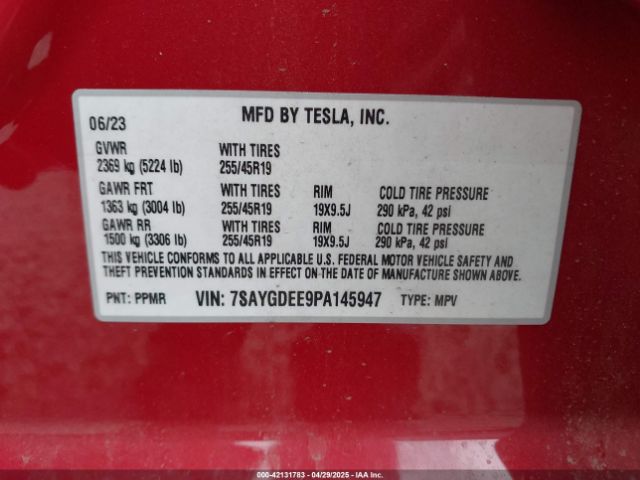 MFD BY TESLA, INC.
06/23
GVWR WITH TIRES
2369 kg (5224 lb) 255/45R19
GAWR FRT WITH TIRES RIM COLD TIRE PRESSURE
1363 kg (3004 lb) 255/45R19 19X9.5J 290 kPa, 42 psi
GAWR RR WITH TIRES RIM COLD TIRE PRESSURE
1500 kg (3306 lb) 255/45R19 19X9.5J 290 kPa, 42 psi
THIS VEHICLE CONFORMS TO ALL APPLICABLE U.S. FEDERAL MOTOR VEHICLE SAFETY AND
THEFT PREVENTION STANDARDS IN EFFECT ON THE DATE OF MANUFACTURE SHOWN ABOVE.
PNT: PPMR VIN: 7SAYGDEE9PA145947 TYPE: MPV
000-42131783 - 04/29/2025 - IAA Inc.